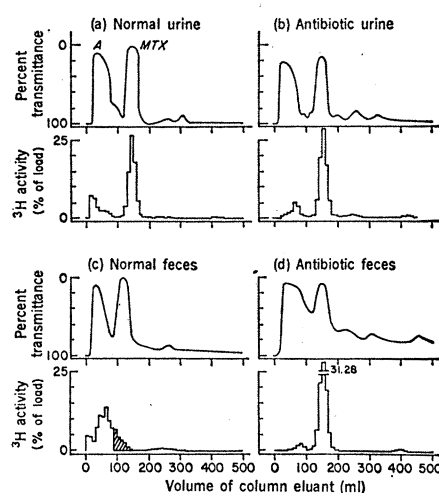 (a) Normal urine
A
MTX
Percent
transmittance
0
100
³H activity
(% of load)
25
0
(b) Antibiotic urine
(c) Normal feces
Percent
transmittance
0
100
³H activity
(% of load)
25
0
0 100 200 300 400 500
(d) Antibiotic feces
31.28
0 100 200 300 400 500
Volume of column eluant (ml)